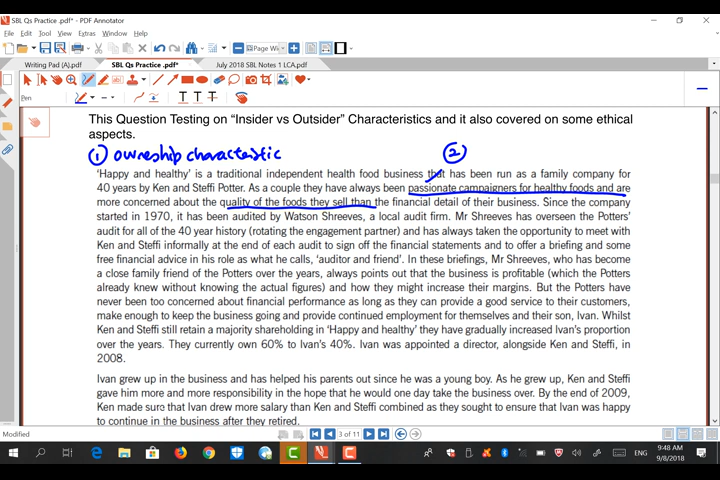 SBL Qs Practice .pdf* - PDF Annotator
File Edit Tool Extras Window Help
Page Wi
Writing Pad (A).pdf SBL Qs Practice .pdf* July 2018 SBL Notes 1 LCA.pdf
Pen
This Question Testing on "Insider vs Outsider" Characteristics and it also covered on some ethical
aspects.
① ownership characteristic ②
'Happy and healthy' is a traditional independent health food business that has been run as a family company for
40 years by Ken and Steffi Potter. As a couple they have always been passionate campaigners for healthy foods and are
more concerned about the quality of the foods they sell than the financial detail of their business. Since the company
started in 1970, it has been audited by Watson Shreeves, a local audit firm. Mr Shreeves has overseen the Potters'
audit for all of the 40 year history (rotating the engagement partner) and has always taken the opportunity to meet with
Ken and Steffi informally at the end of each audit to sign off the financial statements and to offer a briefing and some
free financial advice in his role as what he calls, 'auditor and friend'. In these briefings, Mr Shreeves, who has become
a close family friend of the Potters over the years, always points out that the business is profitable (which the Potters
already knew without knowing the actual figures) and how they might increase their margins. But the Potters have
never been too concerned about financial performance as long as they can provide a good service to their customers,
make enough to keep the business going and provide continued employment for themselves and their son, Ivan. Whilst
Ken and Steffi still retain a majority shareholding in 'Happy and healthy' they have gradually increased Ivan's proportion
over the years. They currently own 60% to Ivan's 40%. Ivan was appointed a director, alongside Ken and Steffi, in
2008.
Ivan grew up in the business and has helped his parents out since he was a young boy. As he grew up, Ken and Steffi
gave him more and more responsibility in the hope that he would one day take the business over. By the end of 2009,
Ken made sure that Ivan drew more salary than Ken and Steffi combined as they sought to ensure that Ivan was happy
to continue in the business after they retired.
Modified 3 of 11
ENG 9:48 AM
9/8/2018